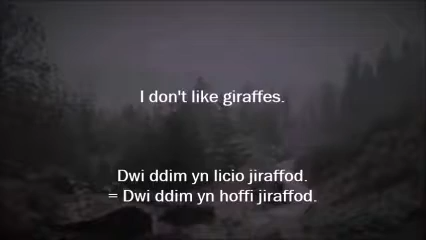 I don't like giraffes.
Dwi ddim yn licio jiraffod.
= Dwi ddim yn hoffi jiraffod.